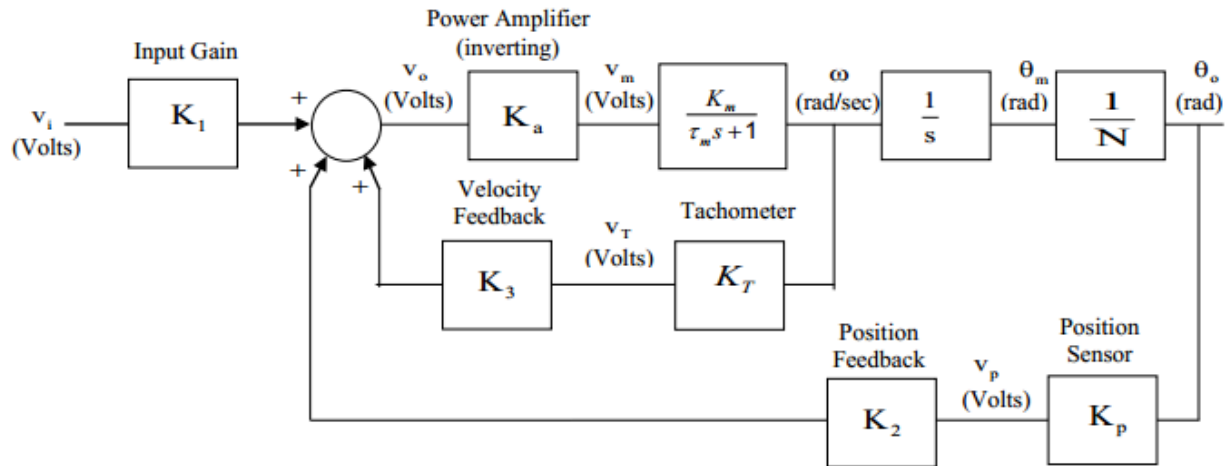 Power Amplifier
(inverting)
Input Gain
v_i
(Volts)
K_1
+
+
+
v_o
(Volts)
K_a
v_m
(Volts)
K_m
τ_m s + 1
ω
(rad/sec)
1
s
θ_m
(rad)
1
N
θ_o
(rad)
Velocity
Feedback
K_3
v_T
(Volts)
Tachometer
K_T
Position
Feedback
K_2
v_p
(Volts)
Position
Sensor
K_p